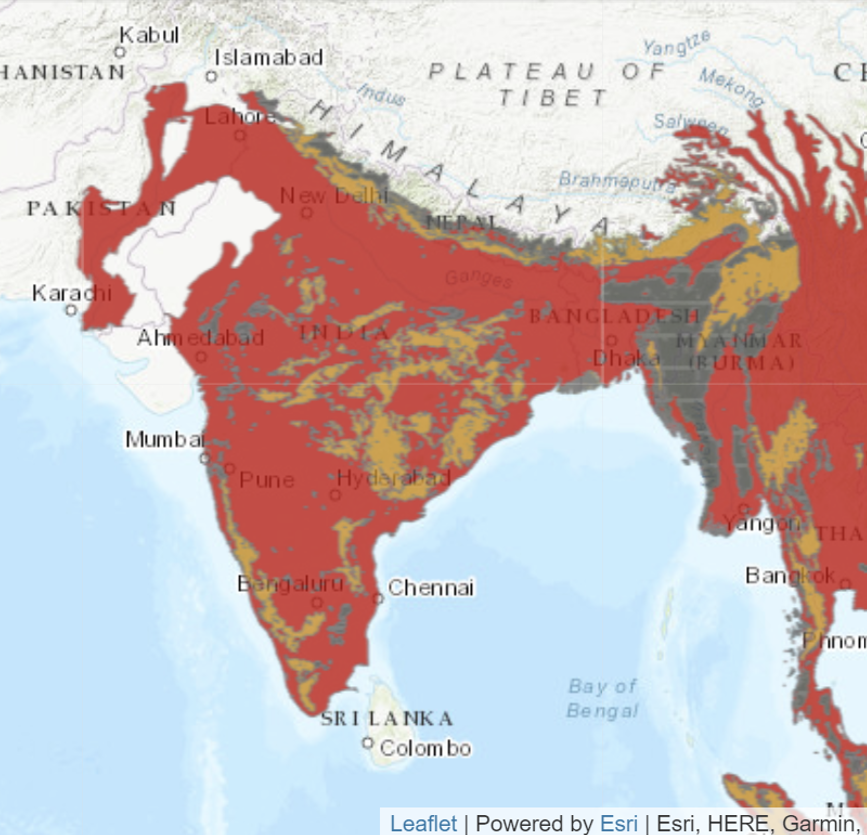 Kabul
Islamabad
HANISTAN
PLATEAU OF
TIBET
Yangtze
Mekong
Salween
Indus
Lahore
HIMALAYA
Brahmaputra
New Delhi
PAKISTAN
NEPAL
Ganges
Karachi
BANGLADESH
Ahmedabad
INDIA
MYANMAR
(BURMA)
Dhaka
Mumbai
Pune
Hyderabad
Yangon
THA
Bengaluru
Chennai
Bangkok
Phnom
Bay of
Bengal
SRI LANKA
Colombo
Leaflet | Powered by Esri | Esri, HERE, Garmin,